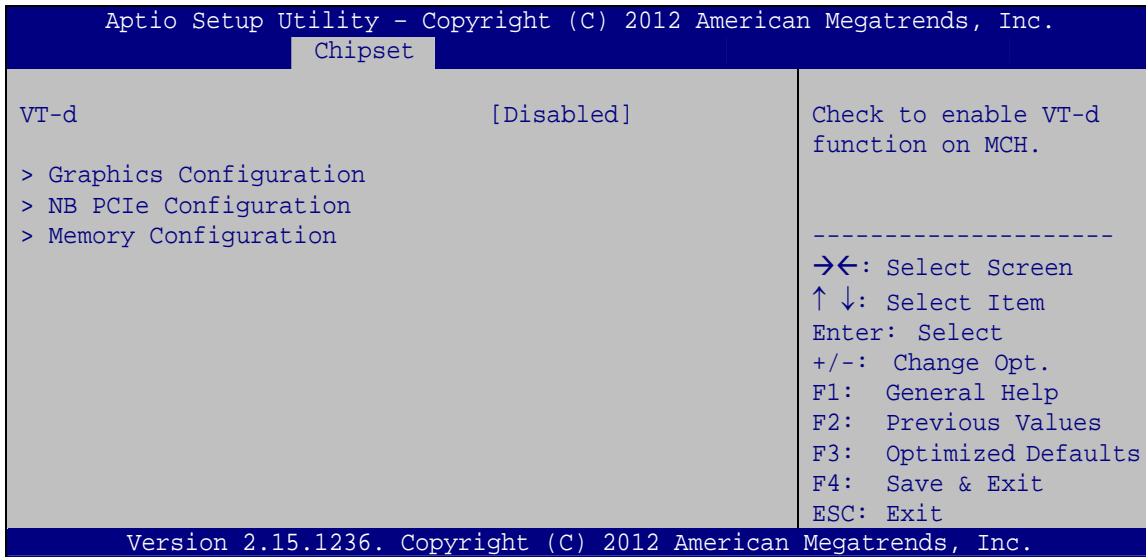 Aptio Setup Utility – Copyright (C) 2012 American Megatrends, Inc.
Chipset
VT-d [Disabled]
> Graphics Configuration
> NB PCIe Configuration
> Memory Configuration
Check to enable VT-d
function on MCH.
---------------------
→←: Select Screen
↑ ↓: Select Item
Enter: Select
+/-: Change Opt.
F1: General Help
F2: Previous Values
F3: Optimized Defaults
F4: Save & Exit
ESC: Exit
Version 2.15.1236. Copyright (C) 2012 American Megatrends, Inc.